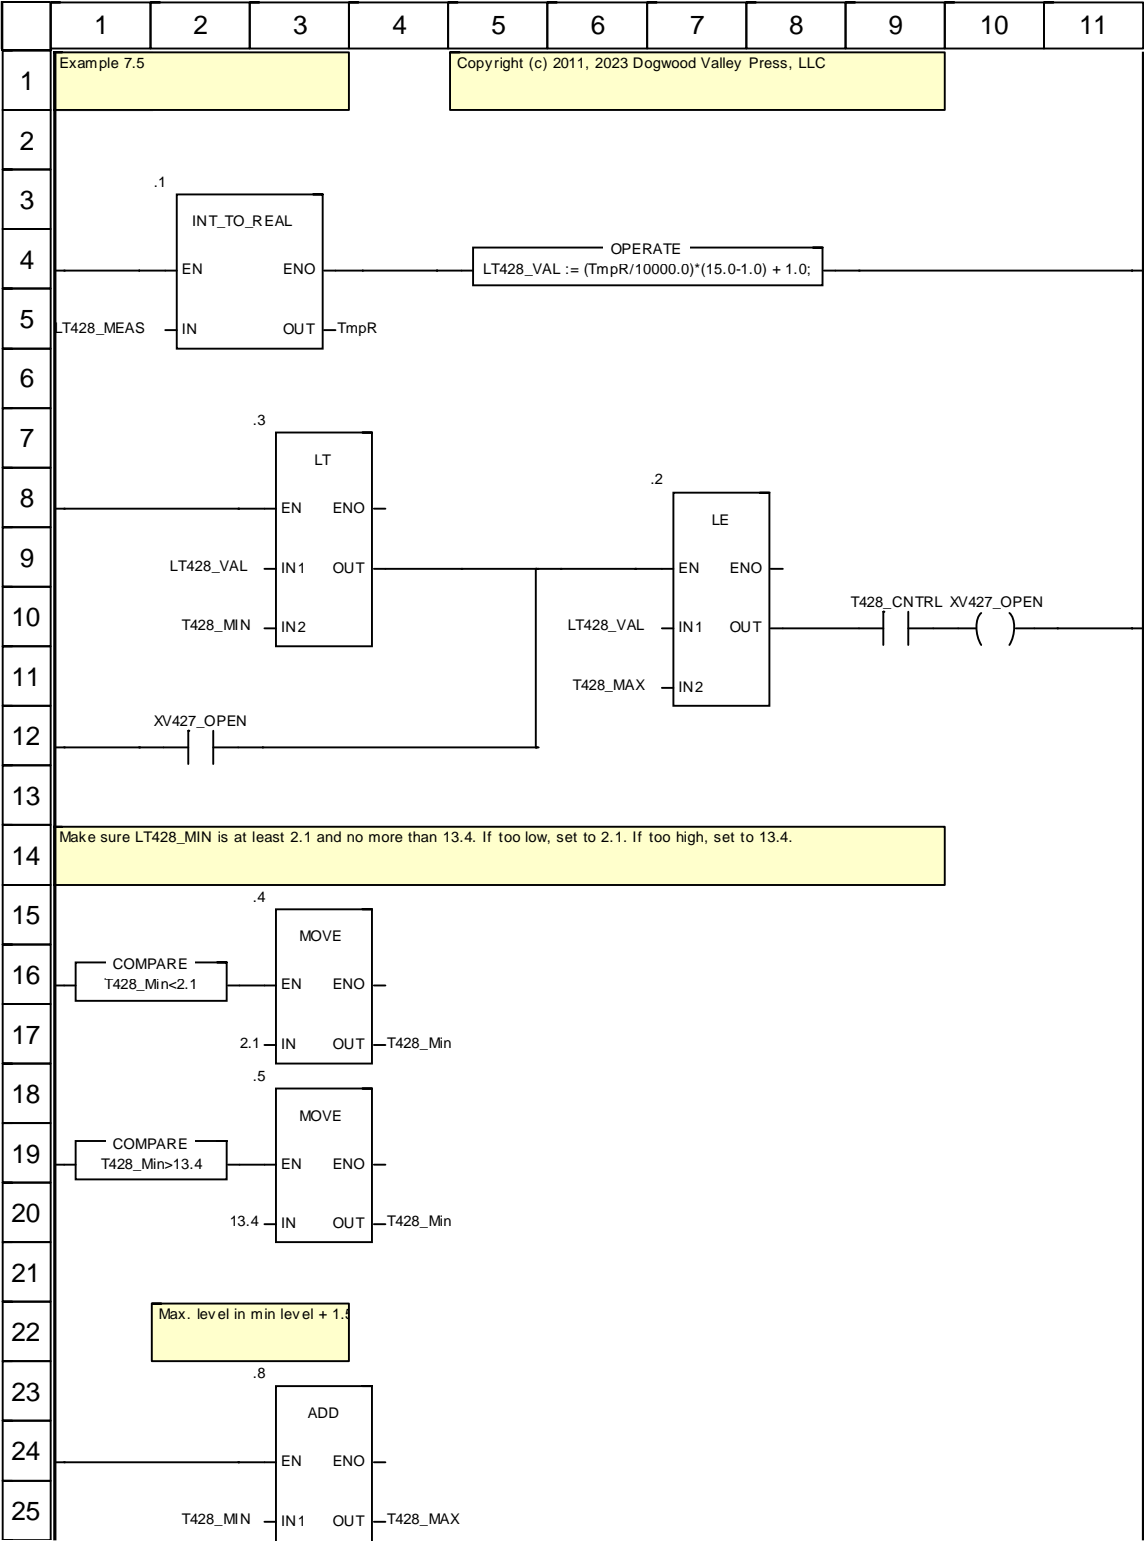 1 2 3 4 5 6 7 8 9 10 11
1
Example 7.5
Copyright (c) 2011, 2023 Dogwood Valley Press, LLC
2
3
.1
INT_TO_REAL
4
EN ENO
OPERATE
LT428_VAL := (TmpR/10000.0)*(15.0-1.0) + 1.0;
5
LT428_MEAS IN OUT TmpR
6
7
.3
LT
8
EN ENO
.2
LE
9
LT428_VAL IN1 OUT
EN ENO
10
T428_MIN IN2
LT428_VAL IN1 OUT
T428_CNTRL XV427_OPEN
11
T428_MAX IN2
12
XV427_OPEN
13
14
Make sure LT428_MIN is at least 2.1 and no more than 13.4. If too low, set to 2.1. If too high, set to 13.4.
15
.4
MOVE
16
COMPARE
T428_Min<2.1
EN ENO
17
2.1 IN OUT T428_Min
18
.5
MOVE
19
COMPARE
T428_Min>13.4
EN ENO
20
13.4 IN OUT T428_Min
21
22
Max. level in min level + 1.5
23
.8
ADD
24
EN ENO
25
T428_MIN IN1 OUT T428_MAX